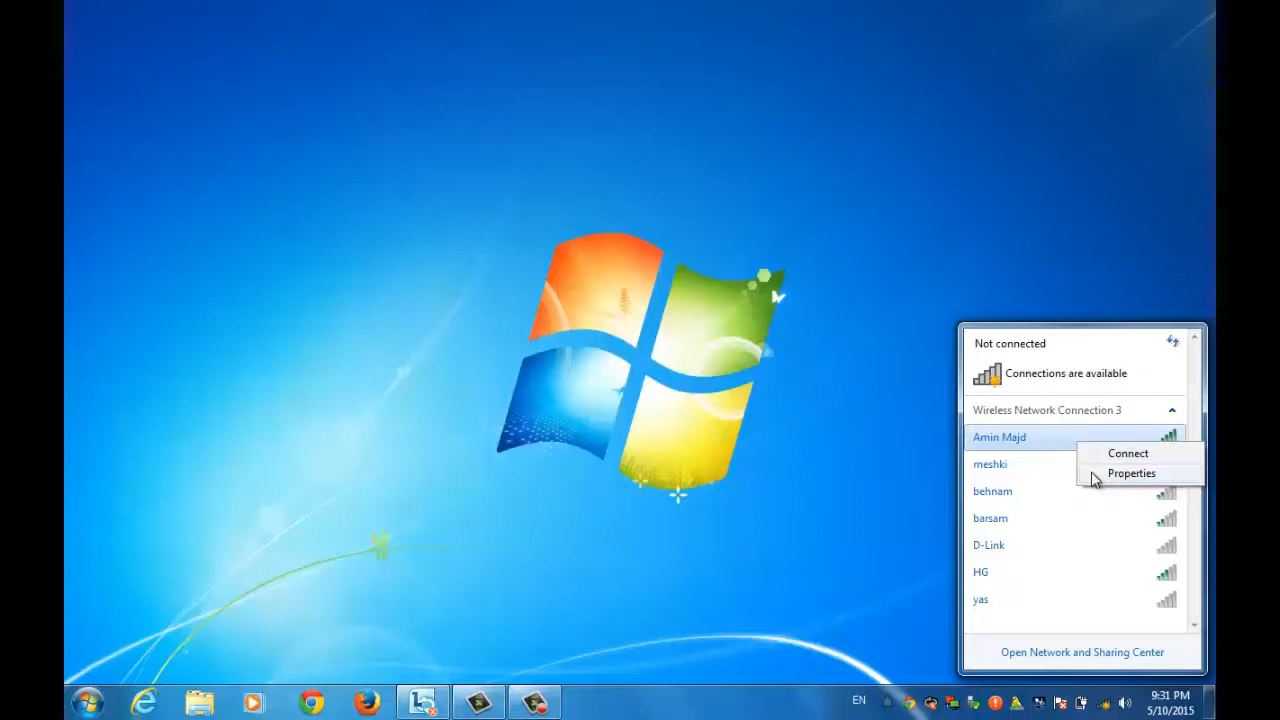 Not connected
Connections are available
Wireless Network Connection 3
Amin Majd
Connect
meshki
Properties
behnam
barsam
D-Link
HG
yas
Open Network and Sharing Center
EN
9:31 PM
5/10/2015